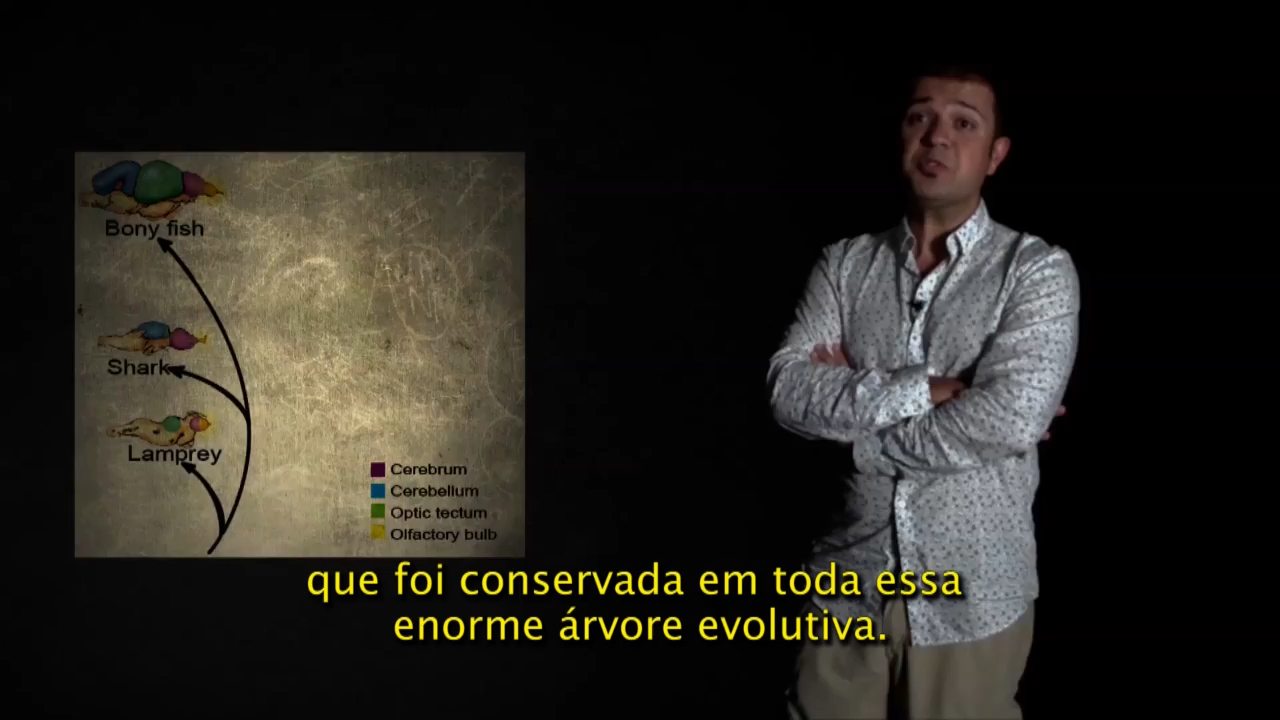 Bony fish
Shark
Lamprey
Cerebrum
Cerebellum
Optic tectum
Olfactory bulb
que foi conservada em toda essa
enorme árvore evolutiva.